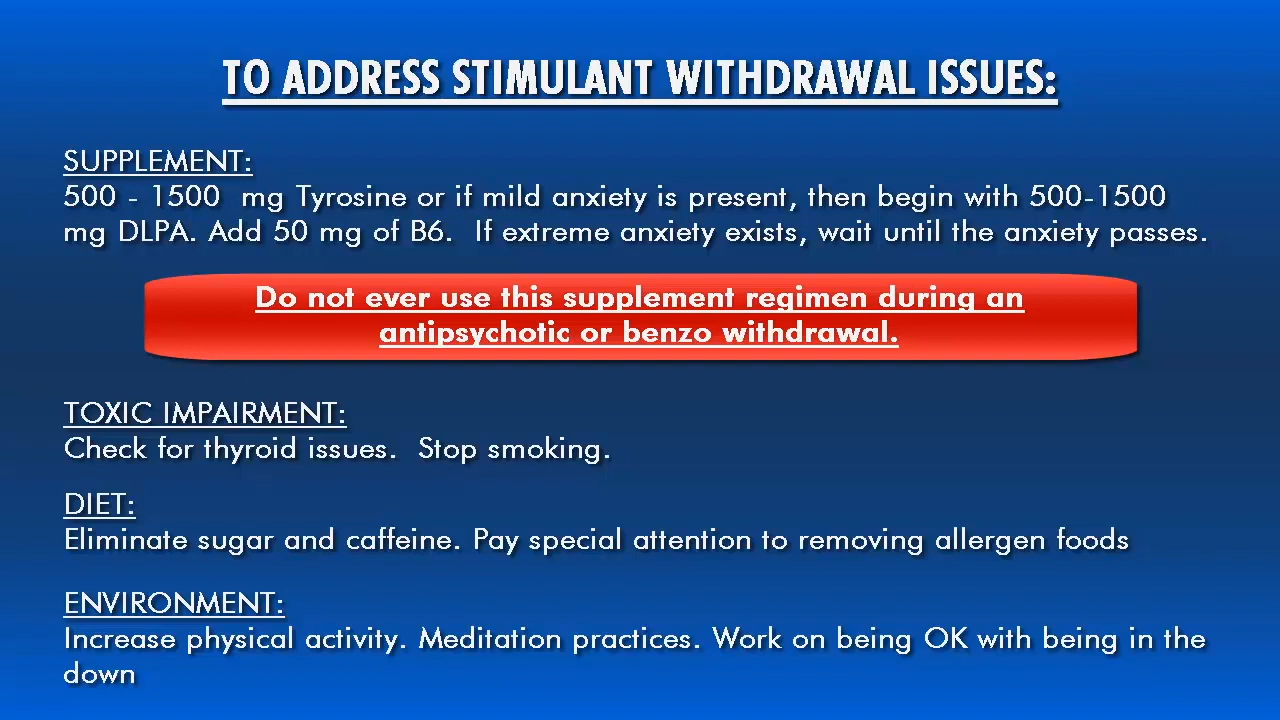 TO ADDRESS STIMULANT WITHDRAWAL ISSUES:
SUPPLEMENT:
500 - 1500  mg Tyrosine or if mild anxiety is present, then begin with 500-1500
mg DLPA. Add 50 mg of B6.  If extreme anxiety exists, wait until the anxiety passes.
Do not ever use this supplement regimen during an
antipsychotic or benzo withdrawal.
TOXIC IMPAIRMENT:
Check for thyroid issues.  Stop smoking.
DIET:
Eliminate sugar and caffeine. Pay special attention to removing allergen foods
ENVIRONMENT:
Increase physical activity. Meditation practices. Work on being OK with being in the
down